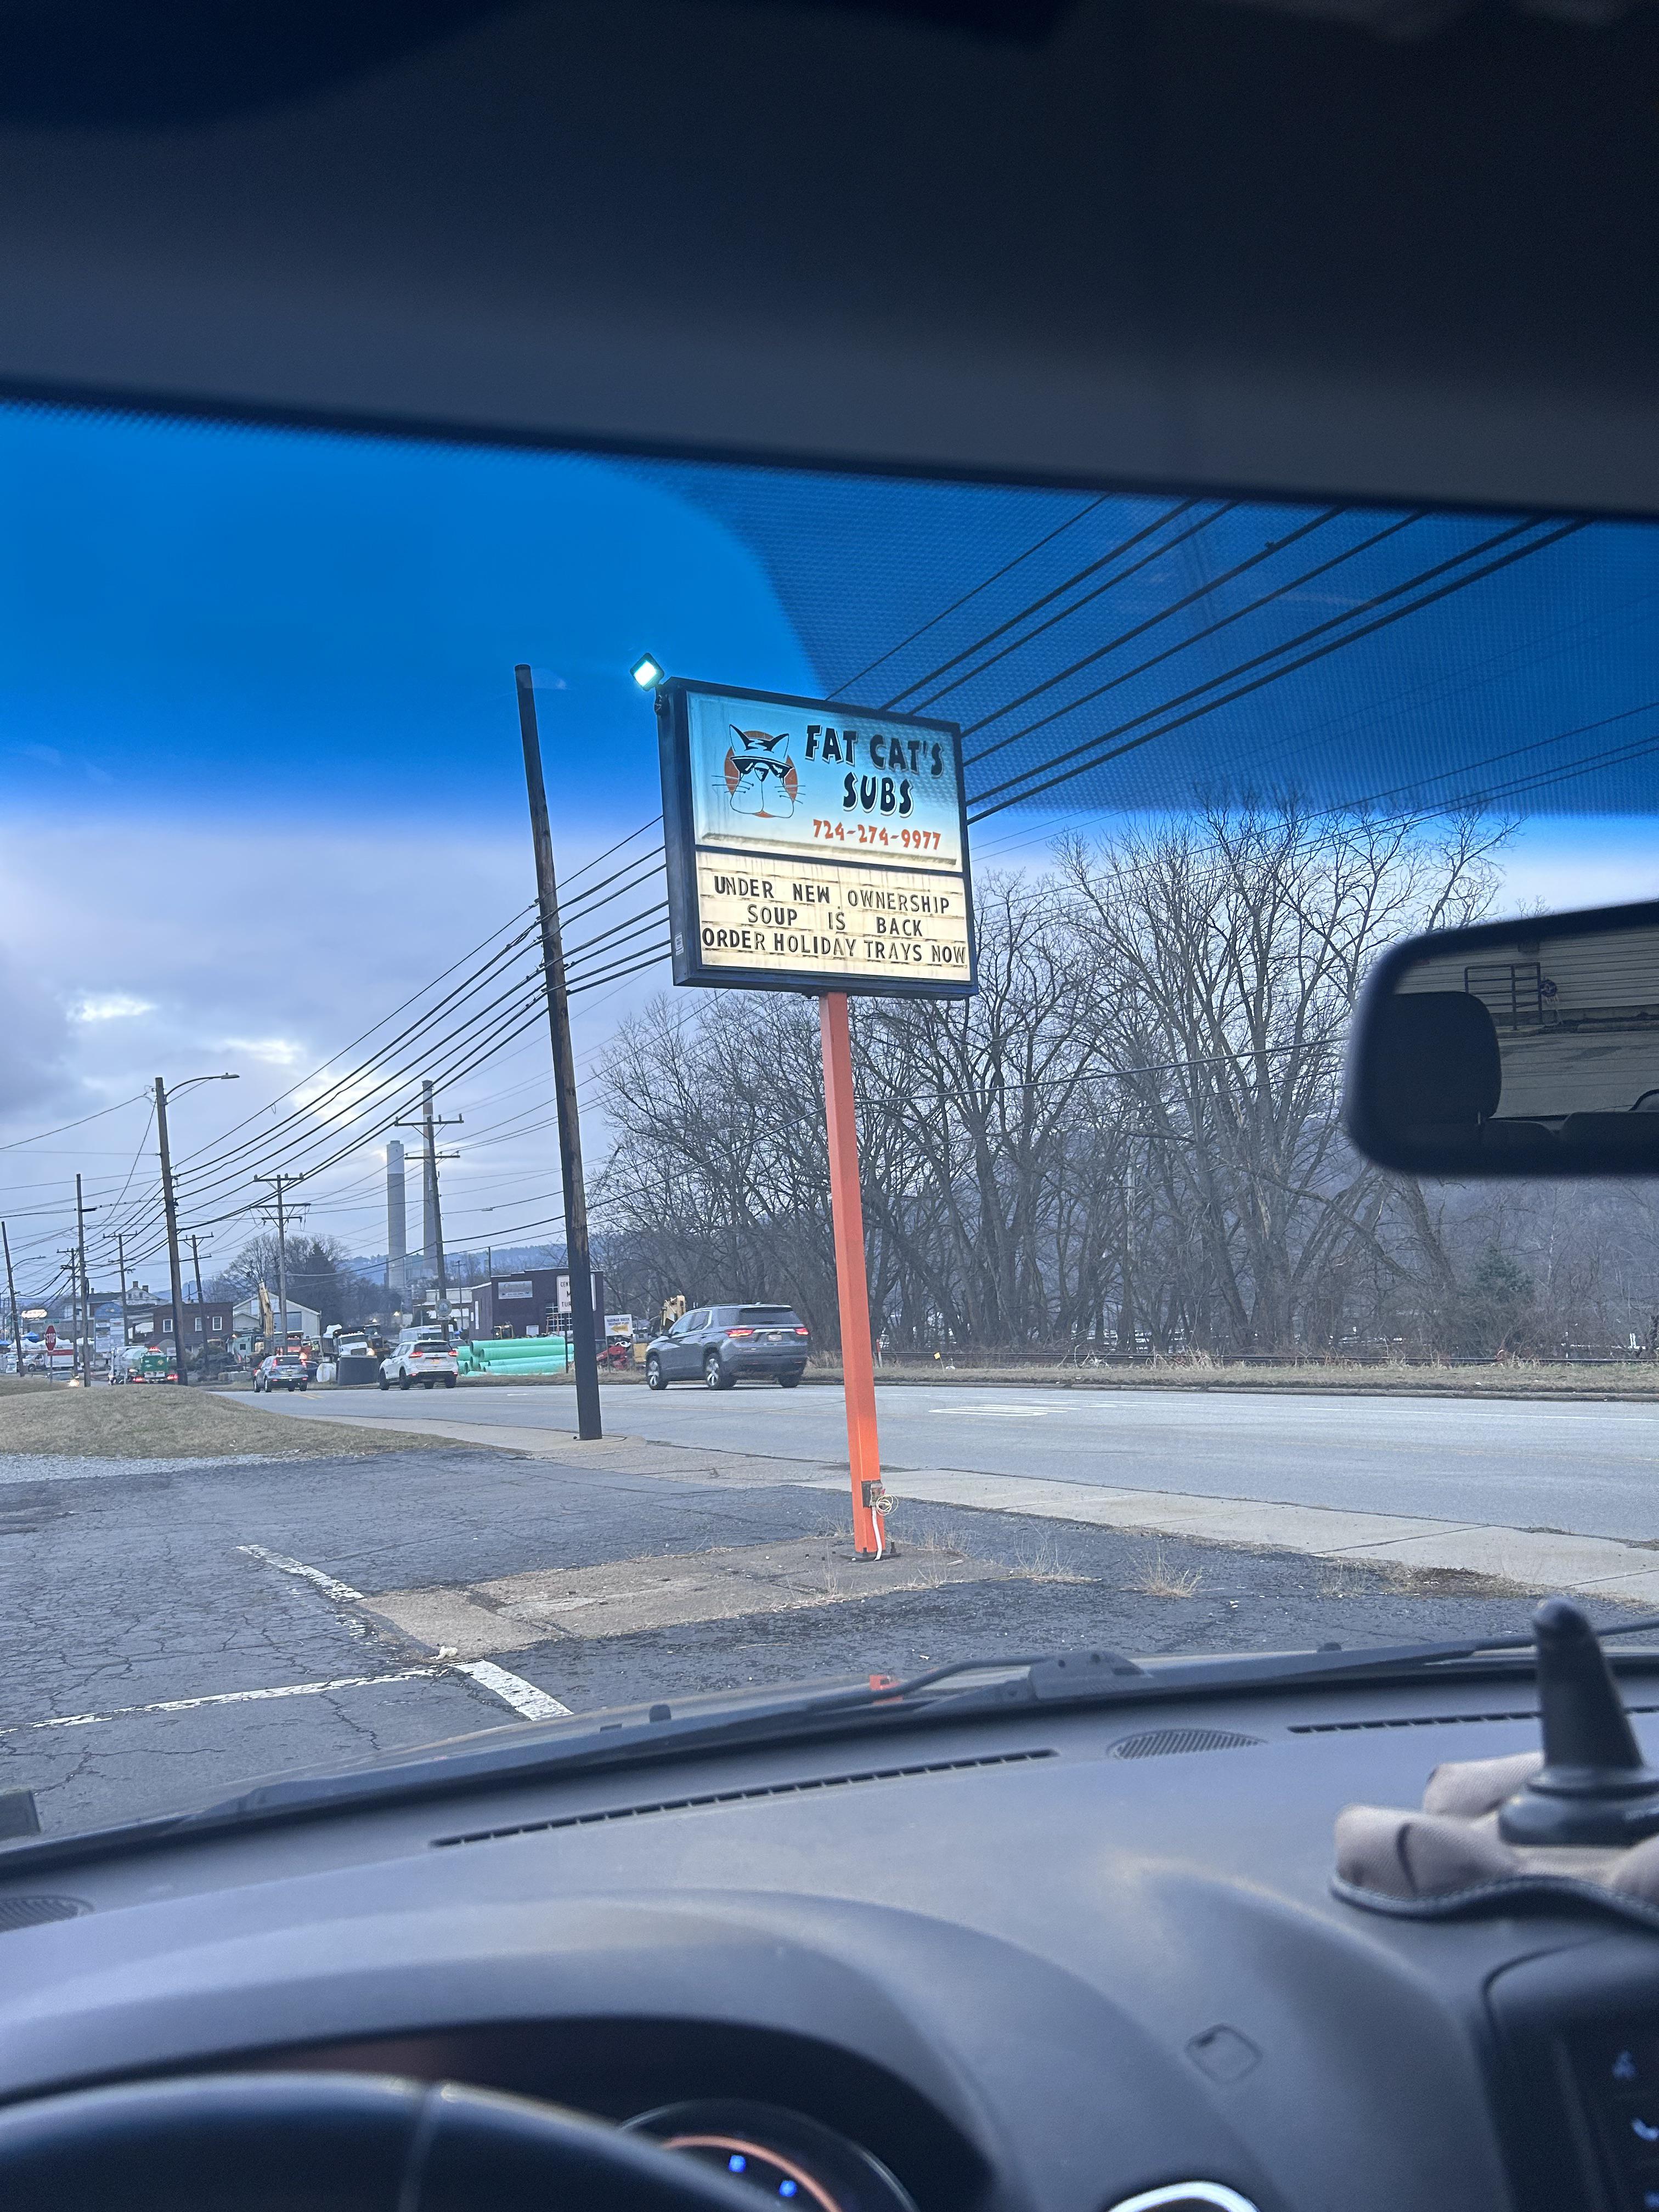 FAT CAT'S
SUBS
724-274-9977
UNDER NEW OWNERSHIP
SOUP IS BACK
ORDER HOLIDAY TRAYS NOW